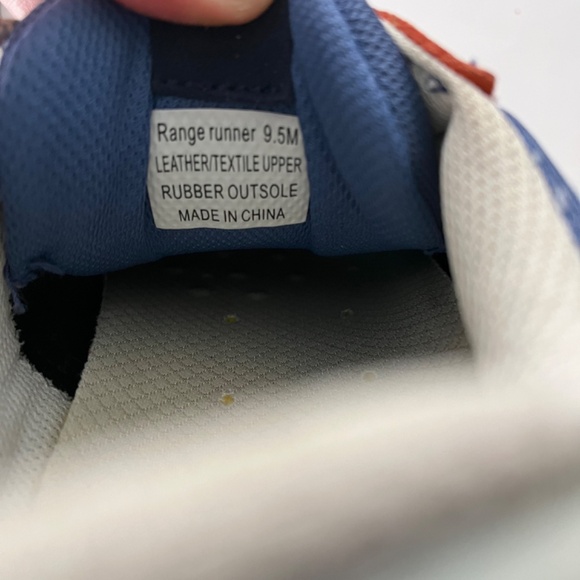 Range runner 9.5M
LEATHER/TEXTILE UPPER
RUBBER OUTSOLE
MADE IN CHINA